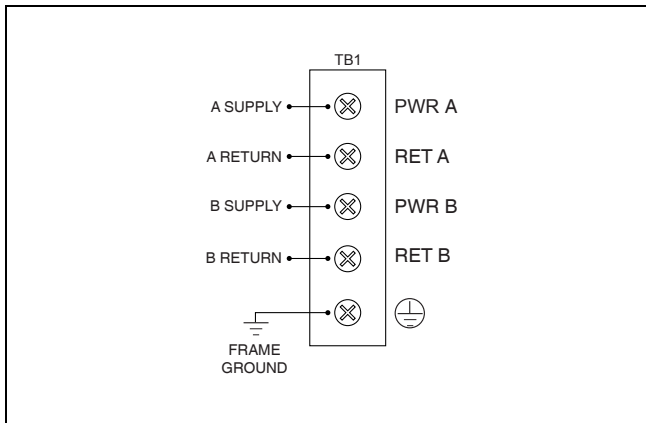 TB1
A SUPPLY PWR A
A RETURN RET A
B SUPPLY PWR B
B RETURN RET B
FRAME
GROUND